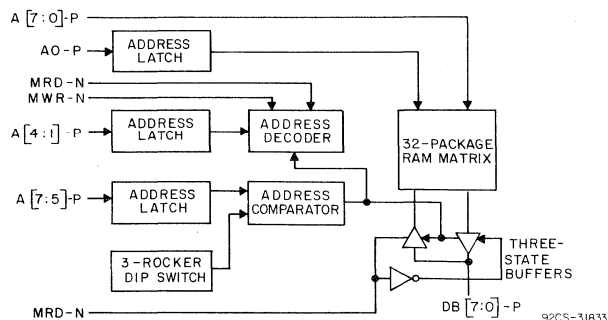 A [7:0]-P
AO-P
ADDRESS
LATCH
MRD-N
MWR-N
A[4:1]-P
ADDRESS
LATCH
ADDRESS
DECODER
32-PACKAGE
RAM MATRIX
A [7:5]-P
ADDRESS
LATCH
ADDRESS
COMPARATOR
3-ROCKER
DIP SWITCH
THREE-
STATE
BUFFERS
MRD-N
DB [7:0]-P
92CS-31833